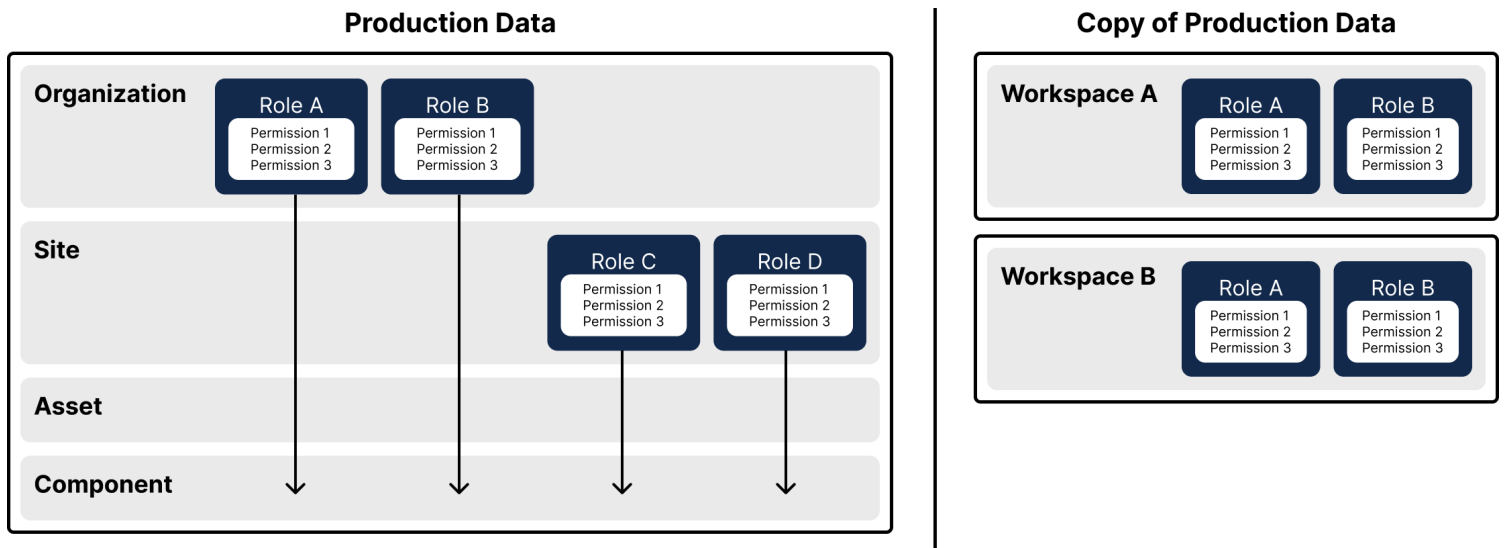 Production Data
Organization
Role A
Permission 1
Permission 2
Permission 3
Role B
Permission 1
Permission 2
Permission 3
Site
Role C
Permission 1
Permission 2
Permission 3
Role D
Permission 1
Permission 2
Permission 3
Asset
Component
Copy of Production Data
Workspace A
Role A
Permission 1
Permission 2
Permission 3
Role B
Permission 1
Permission 2
Permission 3
Workspace B
Role A
Permission 1
Permission 2
Permission 3
Role B
Permission 1
Permission 2
Permission 3